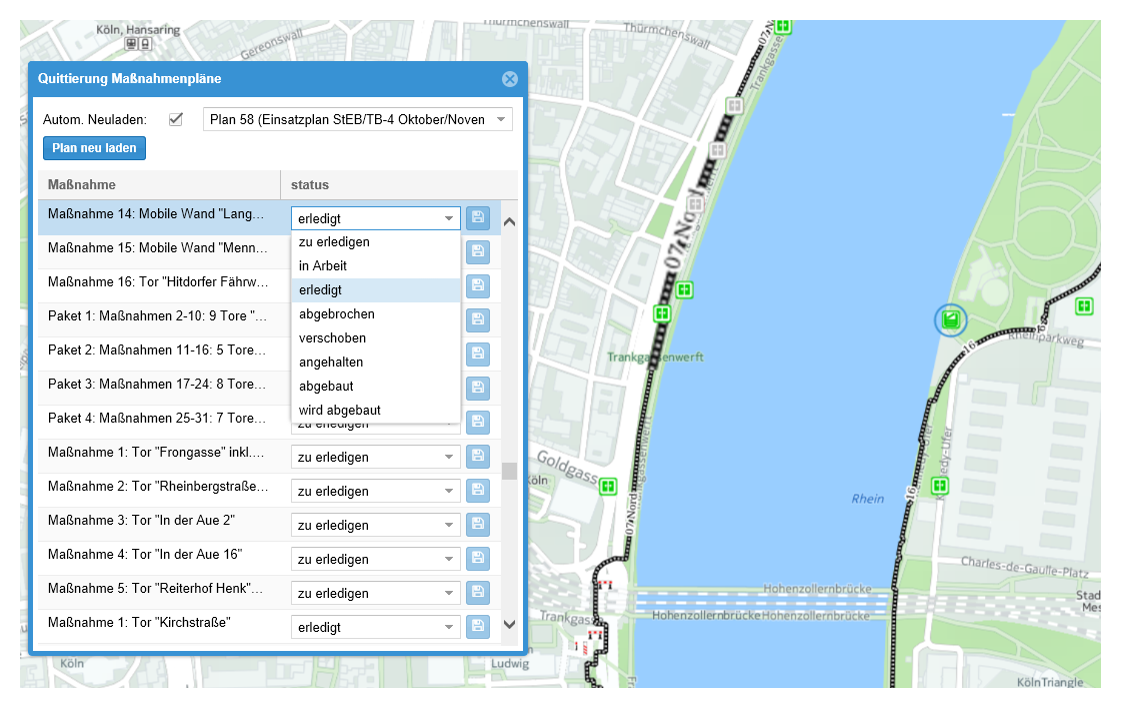 Köln, Hansaring
Gereonswall
Thürmchenswall
Thürmchenswall
Trankgasse
Quittierung Maßnahmenpläne
Autom. Neuladen:
Plan 58 (Einsatzplan StEB/TB-4 Oktober/Noven
Plan neu laden
Maßnahme status
Maßnahme 14: Mobile Wand "Lang... erledigt
zu erledigen
Maßnahme 15: Mobile Wand "Menn...
in Arbeit
Maßnahme 16: Tor "Hitdorfer Fährw...
erledigt
Paket 1: Maßnahmen 2-10: 9 Tore "...
abgebrochen
verschoben
Paket 2: Maßnahmen 11-16: 5 Tore...
angehalten
Paket 3: Maßnahmen 17-24: 8 Tore...
abgebaut
wird abgebaut
Paket 4: Maßnahmen 25-31: 7 Tore...
zu erledigen
Maßnahme 1: Tor "Frongasse" inkl.... zu erledigen
Maßnahme 2: Tor "Rheinbergstraße... zu erledigen
Maßnahme 3: Tor "In der Aue 2" zu erledigen
Maßnahme 4: Tor "In der Aue 16" zu erledigen
Maßnahme 5: Tor "Reiterhof Henk"... zu erledigen
Maßnahme 1: Tor "Kirchstraße" erledigt
07 Nord
Trankgassenwerft
Rheinparkweg
16
16
Goldgasse
Köln
07 Nord
Rhein
Charles-de-Gaulle-Platz
Hohenzollernbrücke
Hohenzollernbrücke
Hohenzollernbrücke
Stad
Mes
Trankgass
Köln
Ludwig
KölnTriangle